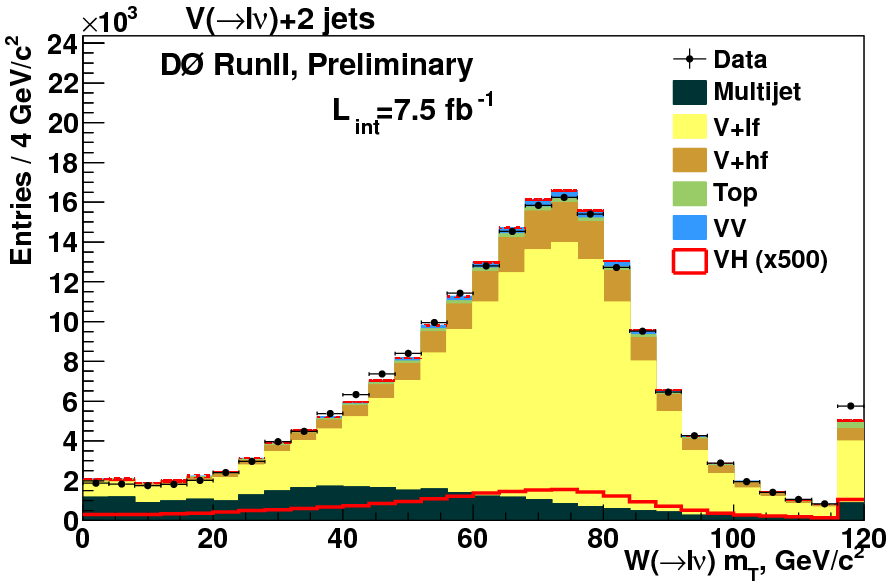 ×10³
V(→lν)+2 jets
DØ RunII, Preliminary
L_int=7.5 fb⁻¹
Entries / 4 GeV/c²
24
22
20
18
16
14
12
10
8
6
4
2
0
Data
Multijet
V+lf
V+hf
Top
VV
VH (x500)
0 20 40 60 80 100 120
W(→lν) m_T, GeV/c²